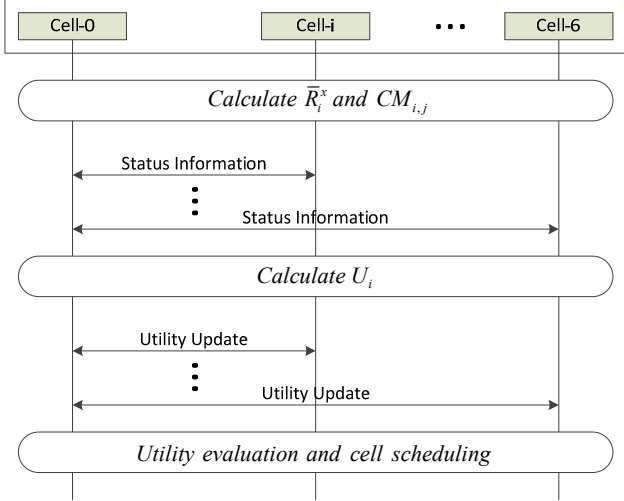 Cell-0 Cell-i ••• Cell-6
Calculate R̅ᵢˣ and CMᵢ,ⱼ
Status Information
Status Information
Calculate Uᵢ
Utility Update
Utility Update
Utility evaluation and cell scheduling